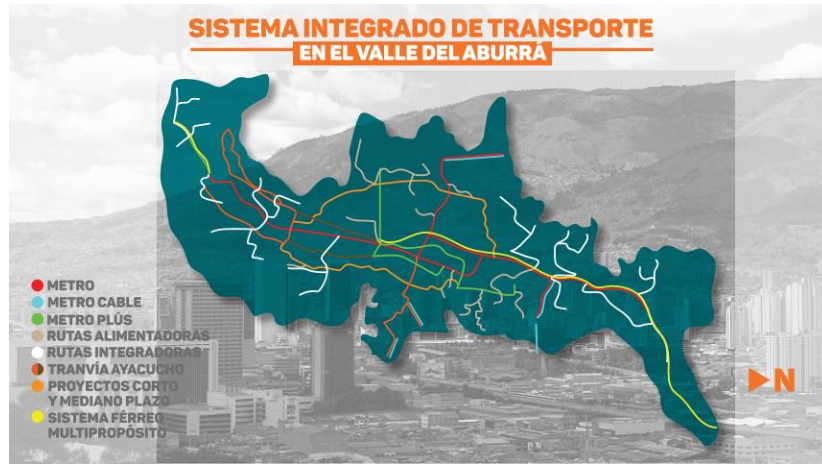 SISTEMA INTEGRADO DE TRANSPORTE
EN EL VALLE DEL ABURRÁ
METRO
METRO CABLE
METRO PLÚS
RUTAS ALIMENTADORAS
RUTAS INTEGRADORAS
TRANVÍA AYACUCHO
PROYECTOS CORTO
Y MEDIANO PLAZO
SISTEMA FÉRREO
MULTIPROPÓSITO
N